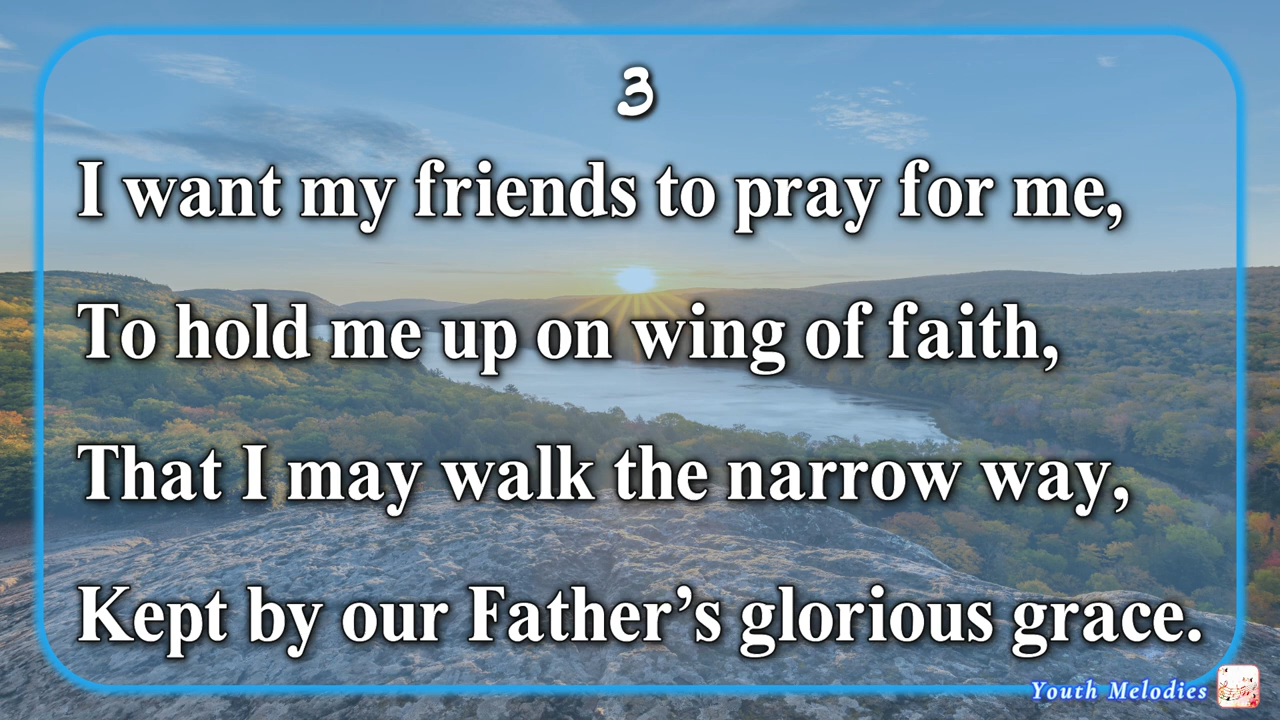 3
I want my friends to pray for me,
To hold me up on wing of faith,
That I may walk the narrow way,
Kept by our Father’s glorious grace.
Youth Melodies